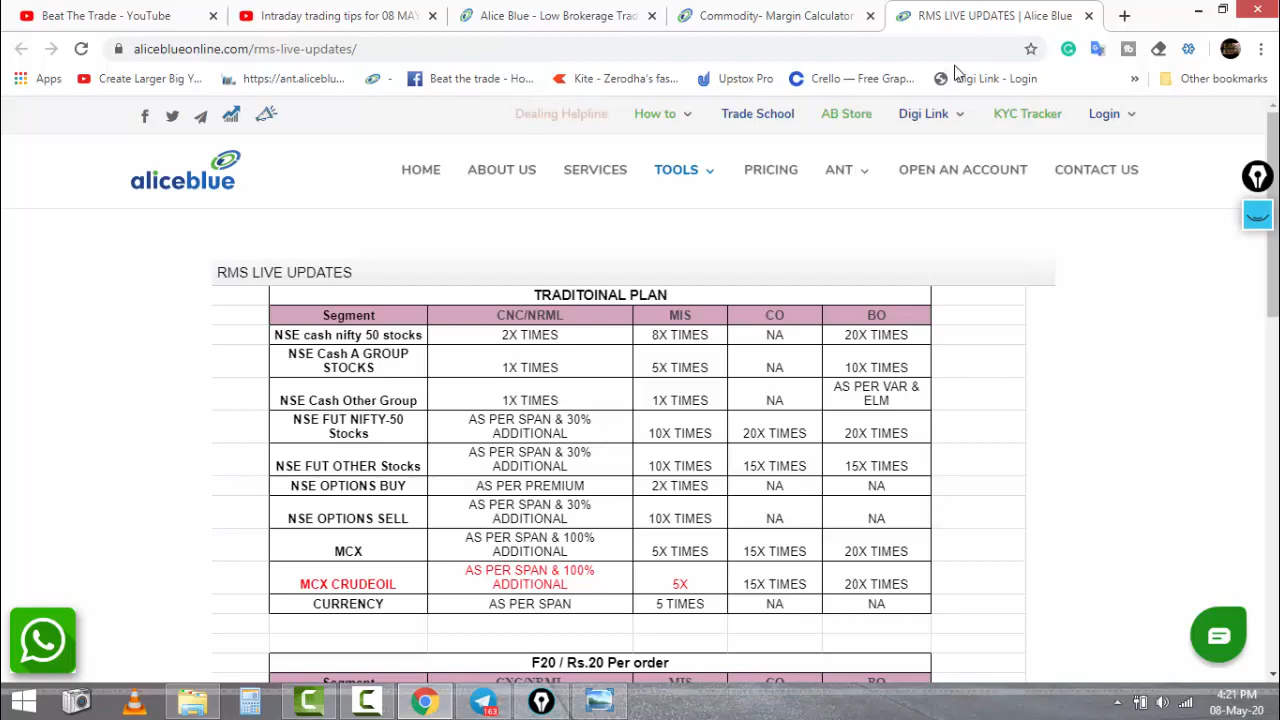 Beat The Trade - YouTube
Intraday trading tips for 08 MAY
Alice Blue - Low Brokerage Trad
Commodity- Margin Calculator
RMS LIVE UPDATES | Alice Blue
aliceblueonline.com/rms-live-updates/
Apps
Create Larger Big Y...
https://ant.aliceblu...
-
Beat the trade - Ho...
Kite - Zerodha's fas...
Upstox Pro
Crello — Free Grap...
Digi Link - Login
»
Other bookmarks
Dealing Helpline
How to
Trade School
AB Store
Digi Link
KYC Tracker
Login
aliceblue
HOME
ABOUT US
SERVICES
TOOLS
PRICING
ANT
OPEN AN ACCOUNT
CONTACT US
RMS LIVE UPDATES
TRADITOINAL PLAN
Segment CNC/NRML MIS CO BO
NSE cash nifty 50 stocks 2X TIMES 8X TIMES NA 20X TIMES
NSE Cash A GROUP
STOCKS 1X TIMES 5X TIMES NA 10X TIMES
AS PER VAR &
NSE Cash Other Group 1X TIMES 1X TIMES NA ELM
NSE FUT NIFTY-50 AS PER SPAN & 30%
Stocks ADDITIONAL 10X TIMES 20X TIMES 20X TIMES
AS PER SPAN & 30%
NSE FUT OTHER Stocks ADDITIONAL 10X TIMES 15X TIMES 15X TIMES
NSE OPTIONS BUY AS PER PREMIUM 2X TIMES NA NA
AS PER SPAN & 30%
NSE OPTIONS SELL ADDITIONAL 10X TIMES NA NA
AS PER SPAN & 100%
MCX ADDITIONAL 5X TIMES 15X TIMES 20X TIMES
AS PER SPAN & 100%
MCX CRUDEOIL ADDITIONAL 5X 15X TIMES 20X TIMES
CURRENCY AS PER SPAN 5 TIMES NA NA
F20 / Rs.20 Per order
Segment CNC/NRML MIS CO BO
163
4:21 PM
08-May-20